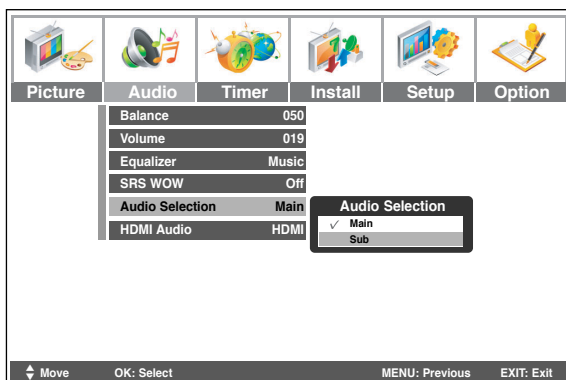 Picture Audio Timer Install Setup Option
Balance 050
Volume 019
Equalizer Music
SRS WOW Off
Audio Selection Main
HDMI Audio HDMI
Audio Selection
✓ Main
Sub
Move OK: Select MENU: Previous EXIT: Exit